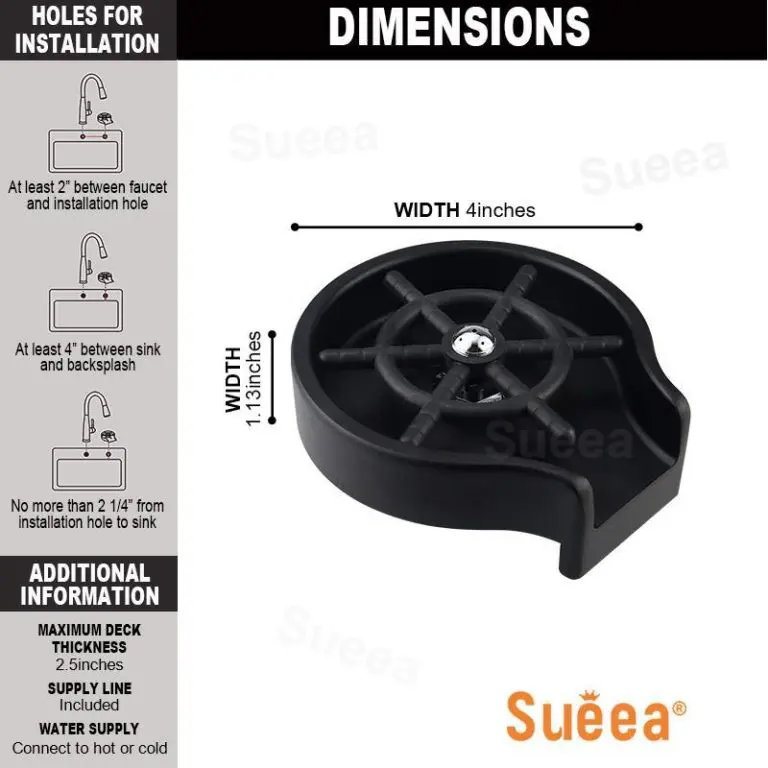 HOLES FOR
INSTALLATION
At least 2” between faucet
and installation hole
At least 4” between sink
and backsplash
No more than 2 1/4” from
installation hole to sink
ADDITIONAL
INFORMATION
MAXIMUM DECK
THICKNESS
2.5inches
SUPPLY LINE
Included
WATER SUPPLY
Connect to hot or cold
DIMENSIONS
Sueea
Sueea
WIDTH 4inches
WIDTH
1.13inches
Sueea
Sueea
Sueea®